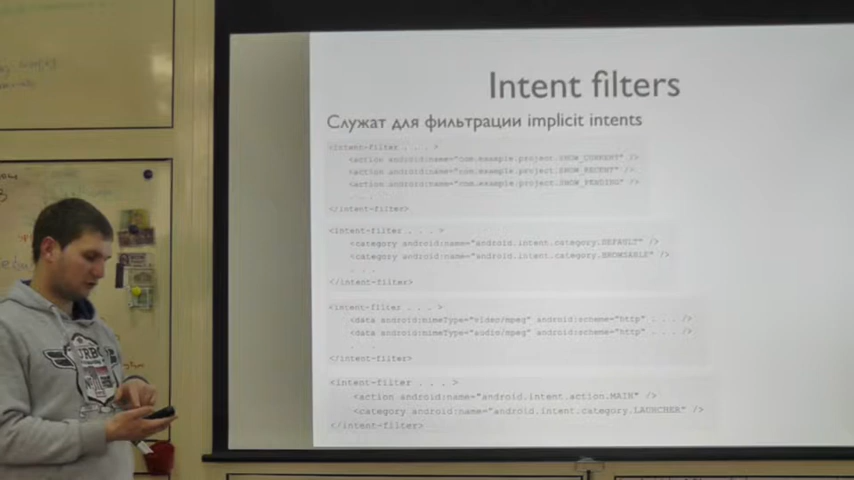 Intent filters
Служат для фильтрации implicit intents
<intent-filter . . . >
<action android:name="com.example.project.SHOW_CURRENT" />
<action android:name="com.example.project.SHOW_RECENT" />
<action android:name="com.example.project.SHOW_PENDING" />
. . .
</intent-filter>
<intent-filter . . . >
<category android:name="android.intent.category.DEFAULT" />
<category android:name="android.intent.category.BROWSABLE" />
. . .
</intent-filter>
<intent-filter . . . >
<data android:mimeType="video/mpeg" android:scheme="http" . . . />
<data android:mimeType="audio/mpeg" android:scheme="http" . . . />
. . .
</intent-filter>
<intent-filter . . . >
<action android:name="android.intent.action.MAIN" />
<category android:name="android.intent.category.LAUNCHER" />
</intent-filter>
URBO